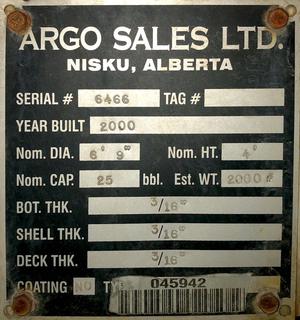 ARGO SALES LTD.
NISKU, ALBERTA
SERIAL # 6466 TAG #
YEAR BUILT 2000
Nom. DIA. 6' 9" Nom. HT. 4'
Nom. CAP. 25 bbl. Est. WT. 2000 #
BOT. THK. 3/16"
SHELL THK. 3/16"
DECK THK. 3/16"
COATING NO TY 045942